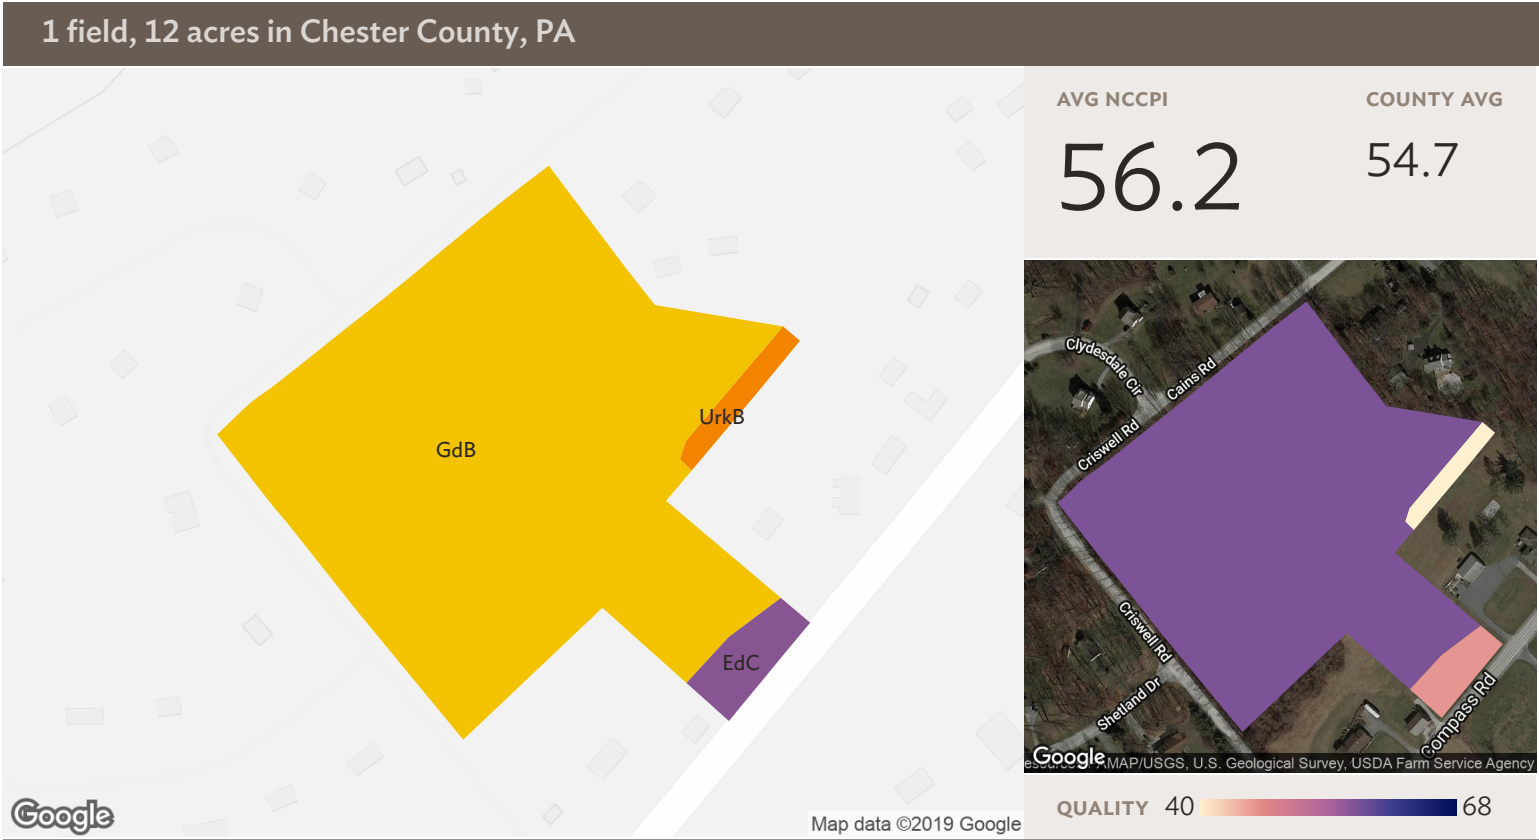 1 field, 12 acres in Chester County, PA
AVG NCCPI
COUNTY AVG
56.2
54.7
GdB
UrkB
EdC
Google
Map data ©2019 Google
Clydesdale Cir
Cains Rd
Criswell Rd
Criswell Rd
Shetland Dr
Compass Rd
Google
AMAP/USGS, U.S. Geological Survey, USDA Farm Service Agency
QUALITY 40 68